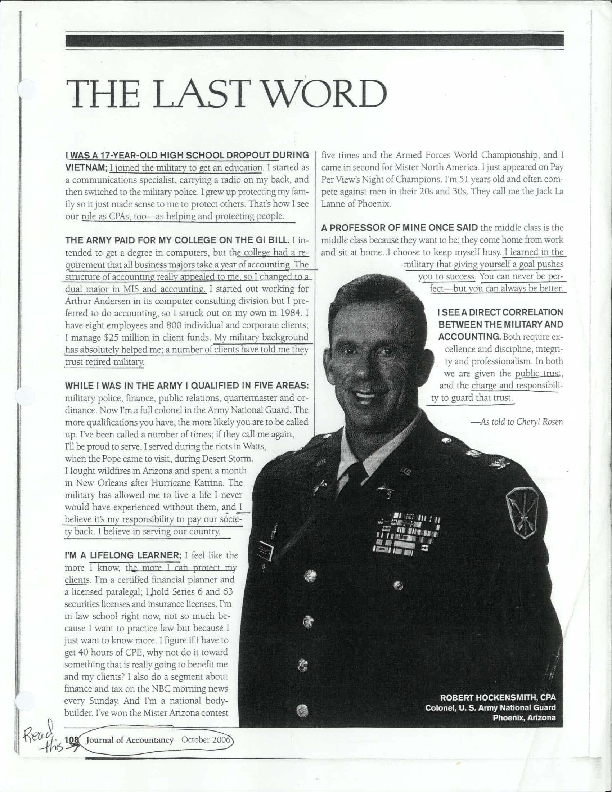 THE LAST WORD
I WAS A 17-YEAR-OLD HIGH SCHOOL DROPOUT DURING
VIETNAM; I joined the military to get an education. I started as
a communications specialist, carrying a radio on my back, and
then switched to the military police. I grew up protecting my fam-
ily so it just made sense to me to protect others. That's how I see
our role as CPAs, too—as helping and protecting people.
THE ARMY PAID FOR MY COLLEGE ON THE GI BILL. I in-
tended to get a degree in computers, but the college had a re-
quirement that all business majors take a year of accounting. The
structure of accounting really appealed to me, so I changed to a
dual major in MIS and accounting. I started out working for
Arthur Andersen in its computer consulting division but I pre-
ferred to do accounting, so I struck out on my own in 1984. I
have eight employees and 800 individual and corporate clients;
I manage $25 million in client funds. My military background
has absolutely helped me; a number of clients have told me they
trust retired military.
WHILE I WAS IN THE ARMY I QUALIFIED IN FIVE AREAS:
military police, finance, public relations, quartermaster and or-
dinance. Now I'm a full colonel in the Army National Guard. The
more qualifications you have, the more likely you are to be called
up. I've been called a number of times; if they call me again,
I'll be proud to serve. I served during the riots in Watts,
when the Pope came to visit, during Desert Storm.
I fought wildfires in Arizona and spent a month
in New Orleans after Hurricane Katrina. The
military has allowed me to live a life I never
would have experienced without them, and I
believe it's my responsibility to pay our socie-
ty back. I believe in serving our country.
I'M A LIFELONG LEARNER; I feel like the
more I know, the more I can protect my
clients. I'm a certified financial planner and
a licensed paralegal; I hold Series 6 and 63
securities licenses and insurance licenses. I'm
in law school right now, not so much be-
cause I want to practice law but because I
just want to know more. I figure if I have to
get 40 hours of CPE, why not do it toward
something that is really going to benefit me
and my clients? I also do a segment about
finance and tax on the NBC morning news
every Sunday. And I'm a national body-
builder. I've won the Mister Arizona contest
five times and the Armed Forces World Championship, and I
came in second for Mister North America. I just appeared on Pay
Per View's Night of Champions. I'm 51 years old and often com-
pete against men in their 20s and 30s. They call me the Jack La
Lanne of Phoenix.
A PROFESSOR OF MINE ONCE SAID the middle class is the
middle class because they want to be; they come home from work
and sit at home. I choose to keep myself busy. I learned in the
military that giving yourself a goal pushes
you to success. You can never be per-
fect—but you can always be better.
I SEE A DIRECT CORRELATION
BETWEEN THE MILITARY AND
ACCOUNTING. Both require ex-
cellence and discipline, integri-
ty and professionalism. In both
we are given the public trust,
and the charge and responsibili-
ty to guard that trust.
—As told to Cheryl Rosen
ROBERT HOCKENSMITH, CPA
Colonel, U. S. Army National Guard
Phoenix, Arizona
Read
this
108 Journal of Accountancy October 2006